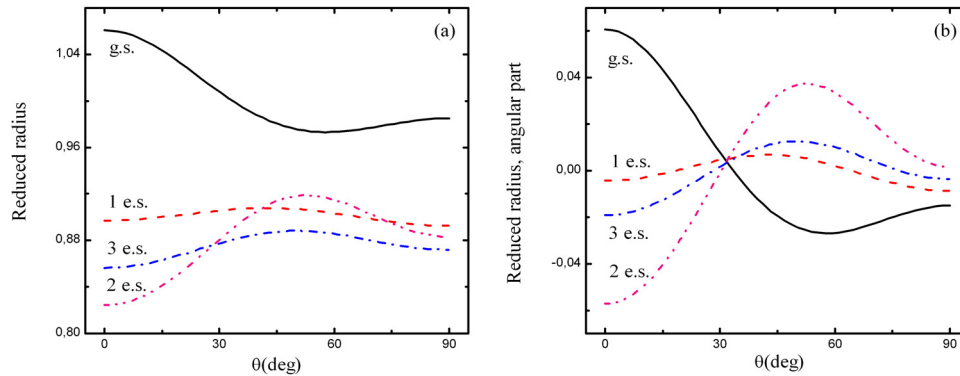 (a)
g.s.
1 e.s.
3 e.s.
2 e.s.
1,04
0,96
0,88
0,80
Reduced radius
0
30
60
90
θ(deg)
(b)
g.s.
1 e.s.
3 e.s.
2 e.s.
0,04
0,00
-0,04
Reduced radius, angular part
0
30
60
90
θ(deg)